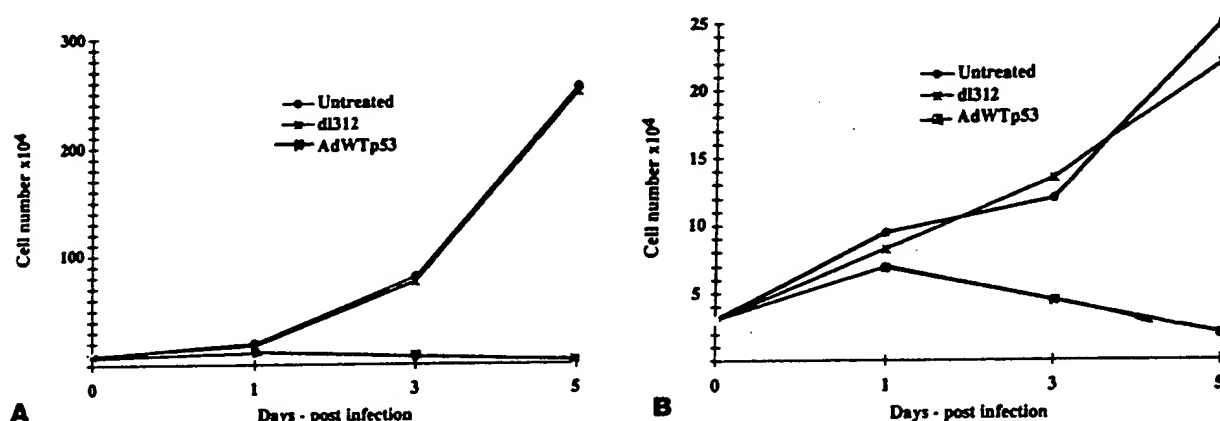 300
200
100
Cell number x10⁴
Untreated
dl312
AdWTp53
0 1 3 5
Days - post infection
A
25
20
15
10
5
Cell number x10⁴
Untreated
dl312
AdWTp53
0 1 3 5
Days - post infection
B